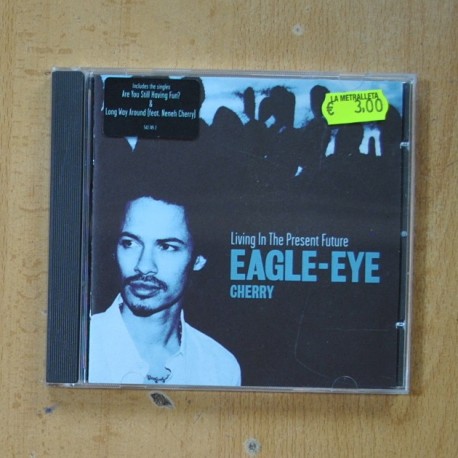 Includes the singles
Are You Still Having Fun?
&
Long Way Around (feat. Neneh Cherry)
LA METRALLETA
€ 3,00
Living In The Present Future
EAGLE-EYE
CHERRY